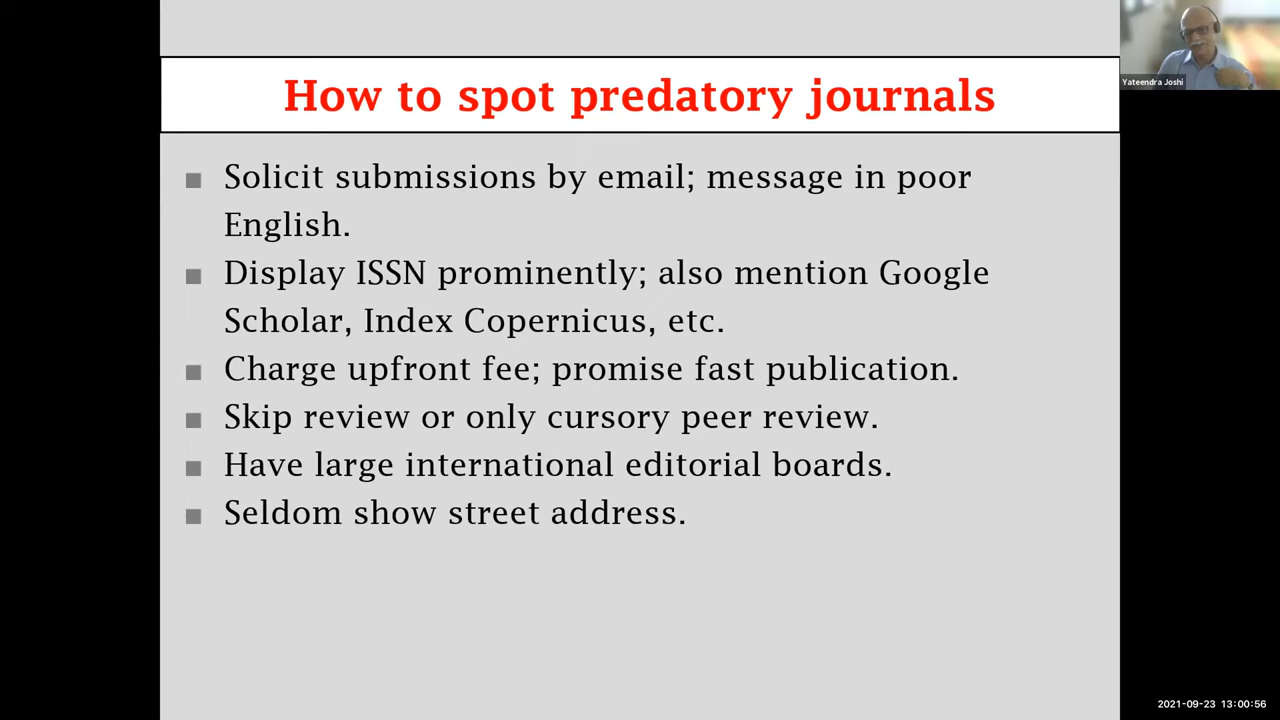 How to spot predatory journals
Yateendra Joshi
■ Solicit submissions by email; message in poor
English.
■ Display ISSN prominently; also mention Google
Scholar, Index Copernicus, etc.
■ Charge upfront fee; promise fast publication.
■ Skip review or only cursory peer review.
■ Have large international editorial boards.
■ Seldom show street address.
2021-09-23 13:00:56